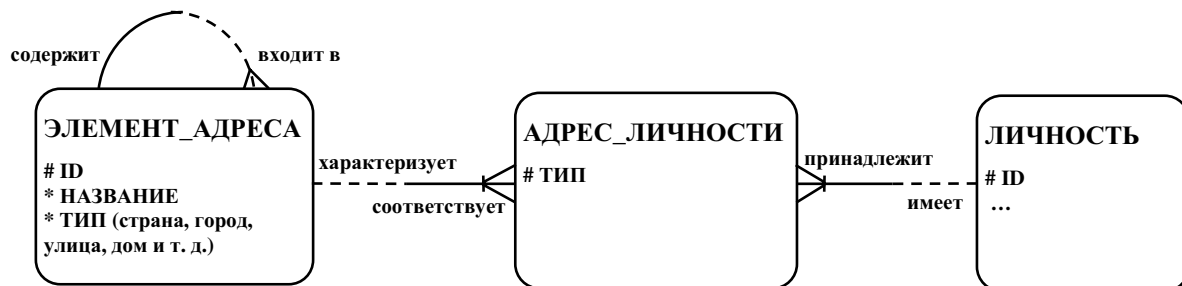 содержит
входит в
ЭЛЕМЕНТ_АДРЕСА
# ID
* НАЗВАНИЕ
* ТИП (страна, город,
улица, дом и т. д.)
характеризует
соответствует
АДРЕС_ЛИЧНОСТИ
# ТИП
принадлежит
имеет
ЛИЧНОСТЬ
# ID
…